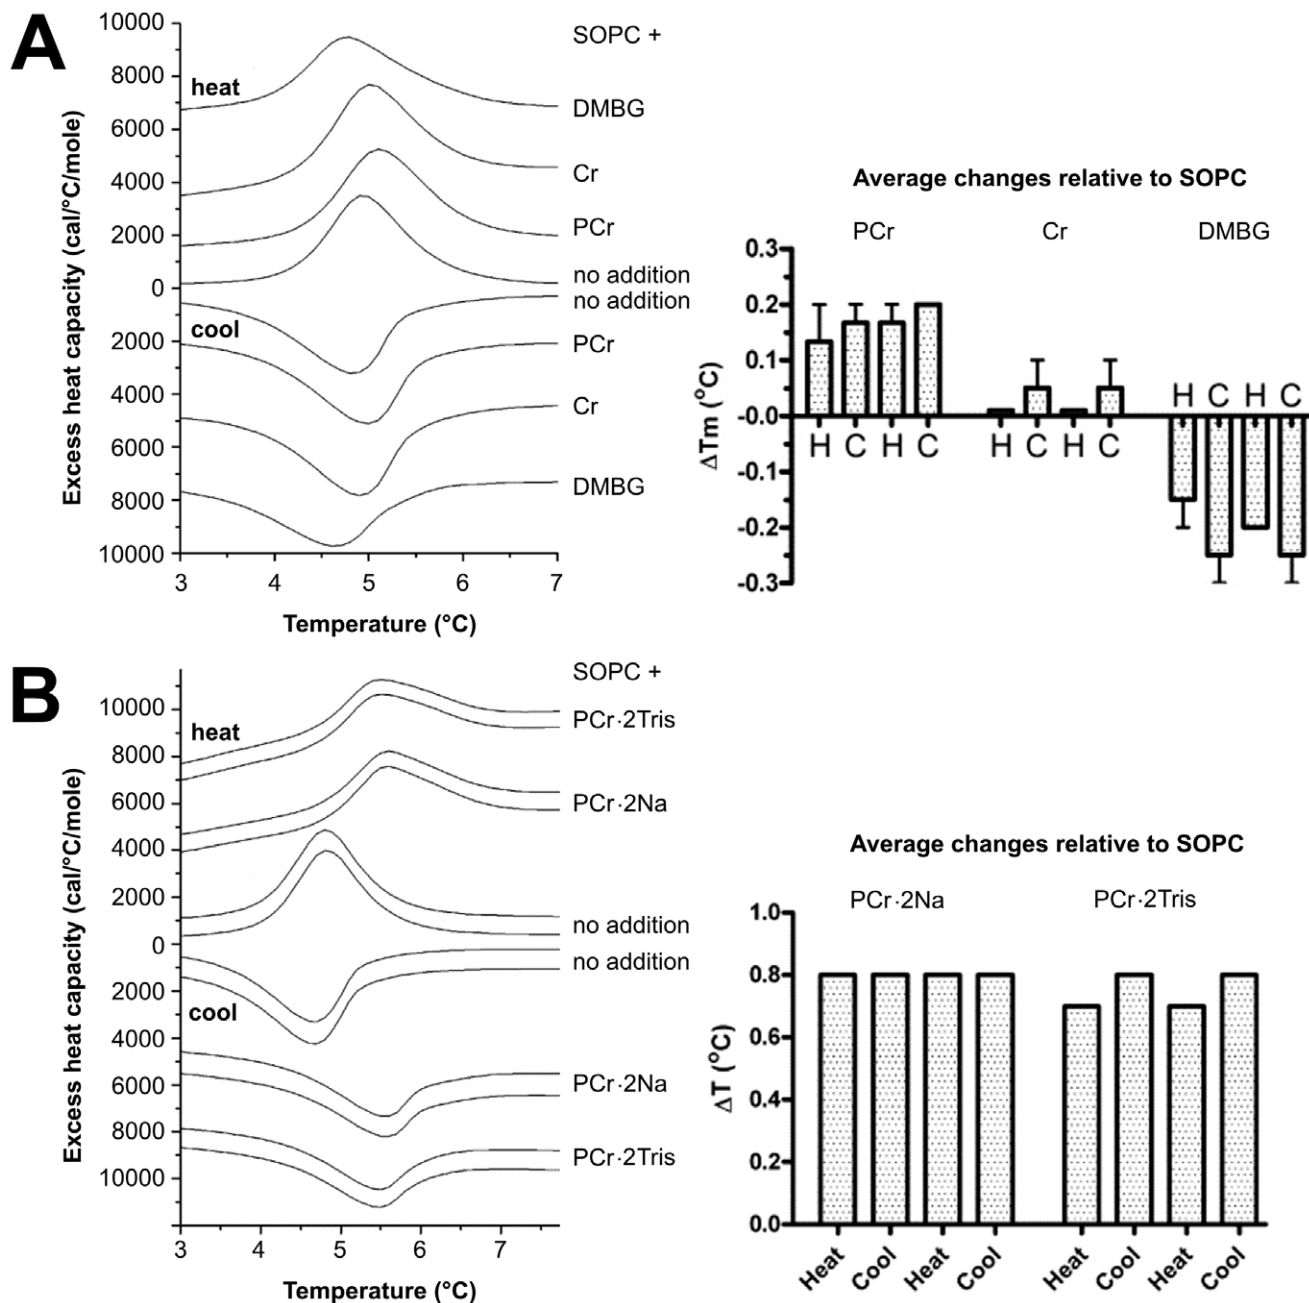 A
Excess heat capacity (cal/°C/mole)
10000
8000
6000
4000
2000
0
2000
4000
6000
8000
10000
heat
cool
SOPC +
DMBG
Cr
PCr
no addition
no addition
PCr
Cr
DMBG
3 4 5 6 7
Temperature (°C)
Average changes relative to SOPC
PCr Cr DMBG
ΔTm (°C)
0.3
0.2
0.1
-0.0
-0.1
-0.2
-0.3
H C H C
H C H C
H C H C
B
Excess heat capacity (cal/°C/mole)
10000
8000
6000
4000
2000
0
2000
4000
6000
8000
10000
heat
cool
SOPC +
PCr·2Tris
PCr·2Na
no addition
no addition
PCr·2Na
PCr·2Tris
3 4 5 6 7
Temperature (°C)
Average changes relative to SOPC
PCr·2Na PCr·2Tris
ΔT (°C)
1.0
0.8
0.6
0.4
0.2
0.0
Heat Cool Heat Cool Heat Cool Heat Cool